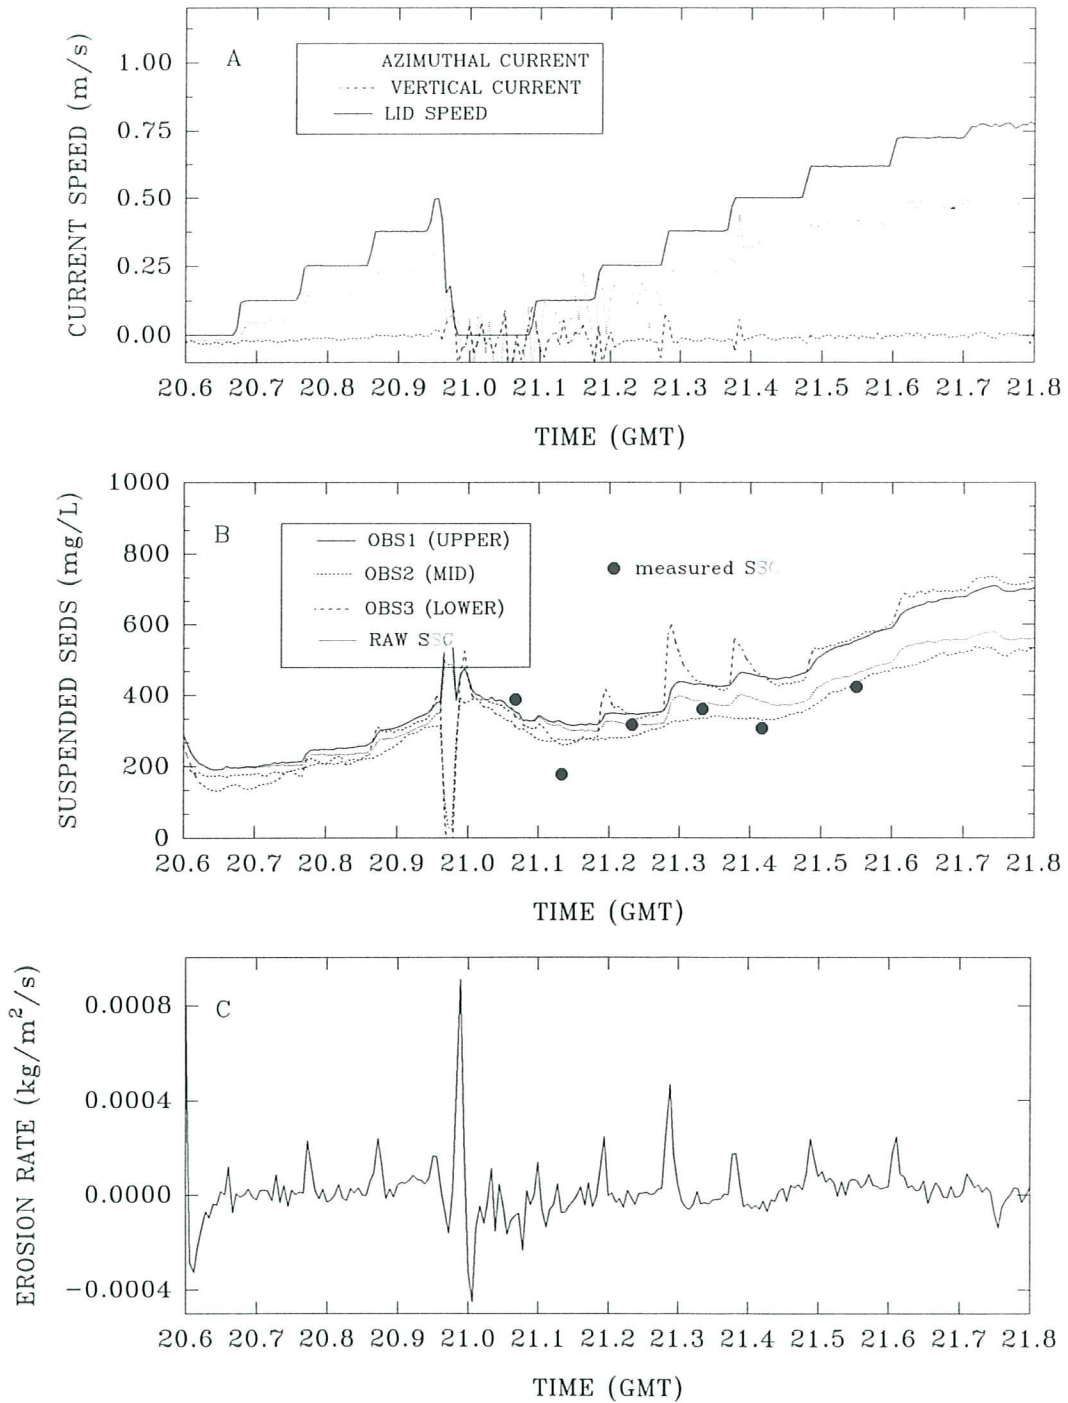 A
AZIMUTHAL CURRENT
VERTICAL CURRENT
LID SPEED
CURRENT SPEED (m/s)
1.00
0.75
0.50
0.25
0.00
20.6 20.7 20.8 20.9 21.0 21.1 21.2 21.3 21.4 21.5 21.6 21.7 21.8
TIME (GMT)
B
OBS1 (UPPER)
OBS2 (MID)
OBS3 (LOWER)
RAW SSC
measured SSC
SUSPENDED SEDS (mg/L)
1000
800
600
400
200
0
20.6 20.7 20.8 20.9 21.0 21.1 21.2 21.3 21.4 21.5 21.6 21.7 21.8
TIME (GMT)
C
EROSION RATE (kg/m²/s)
0.0008
0.0004
0.0000
−0.0004
20.6 20.7 20.8 20.9 21.0 21.1 21.2 21.3 21.4 21.5 21.6 21.7 21.8
TIME (GMT)